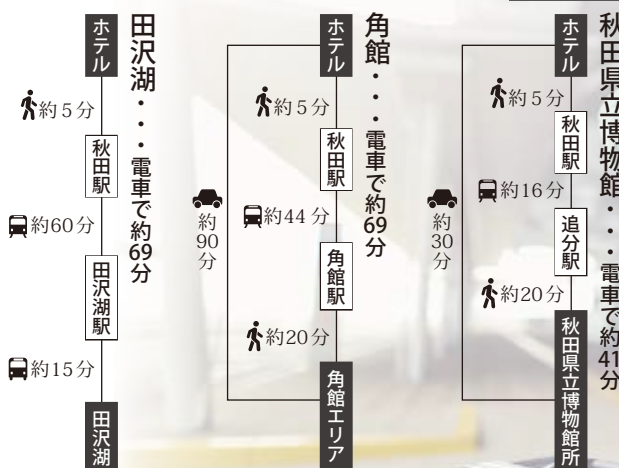 秋田県立博物館・・・電車で約41分
ホテル
約5分
秋田駅
約16分
追分駅
約20分
秋田県立博物館所
約30分
角館・・・電車で約69分
ホテル
約5分
秋田駅
約44分
角館駅
約20分
角館エリア
約90分
田沢湖・・・電車で約69分
ホテル
約5分
秋田駅
約60分
田沢湖駅
約15分
田沢湖